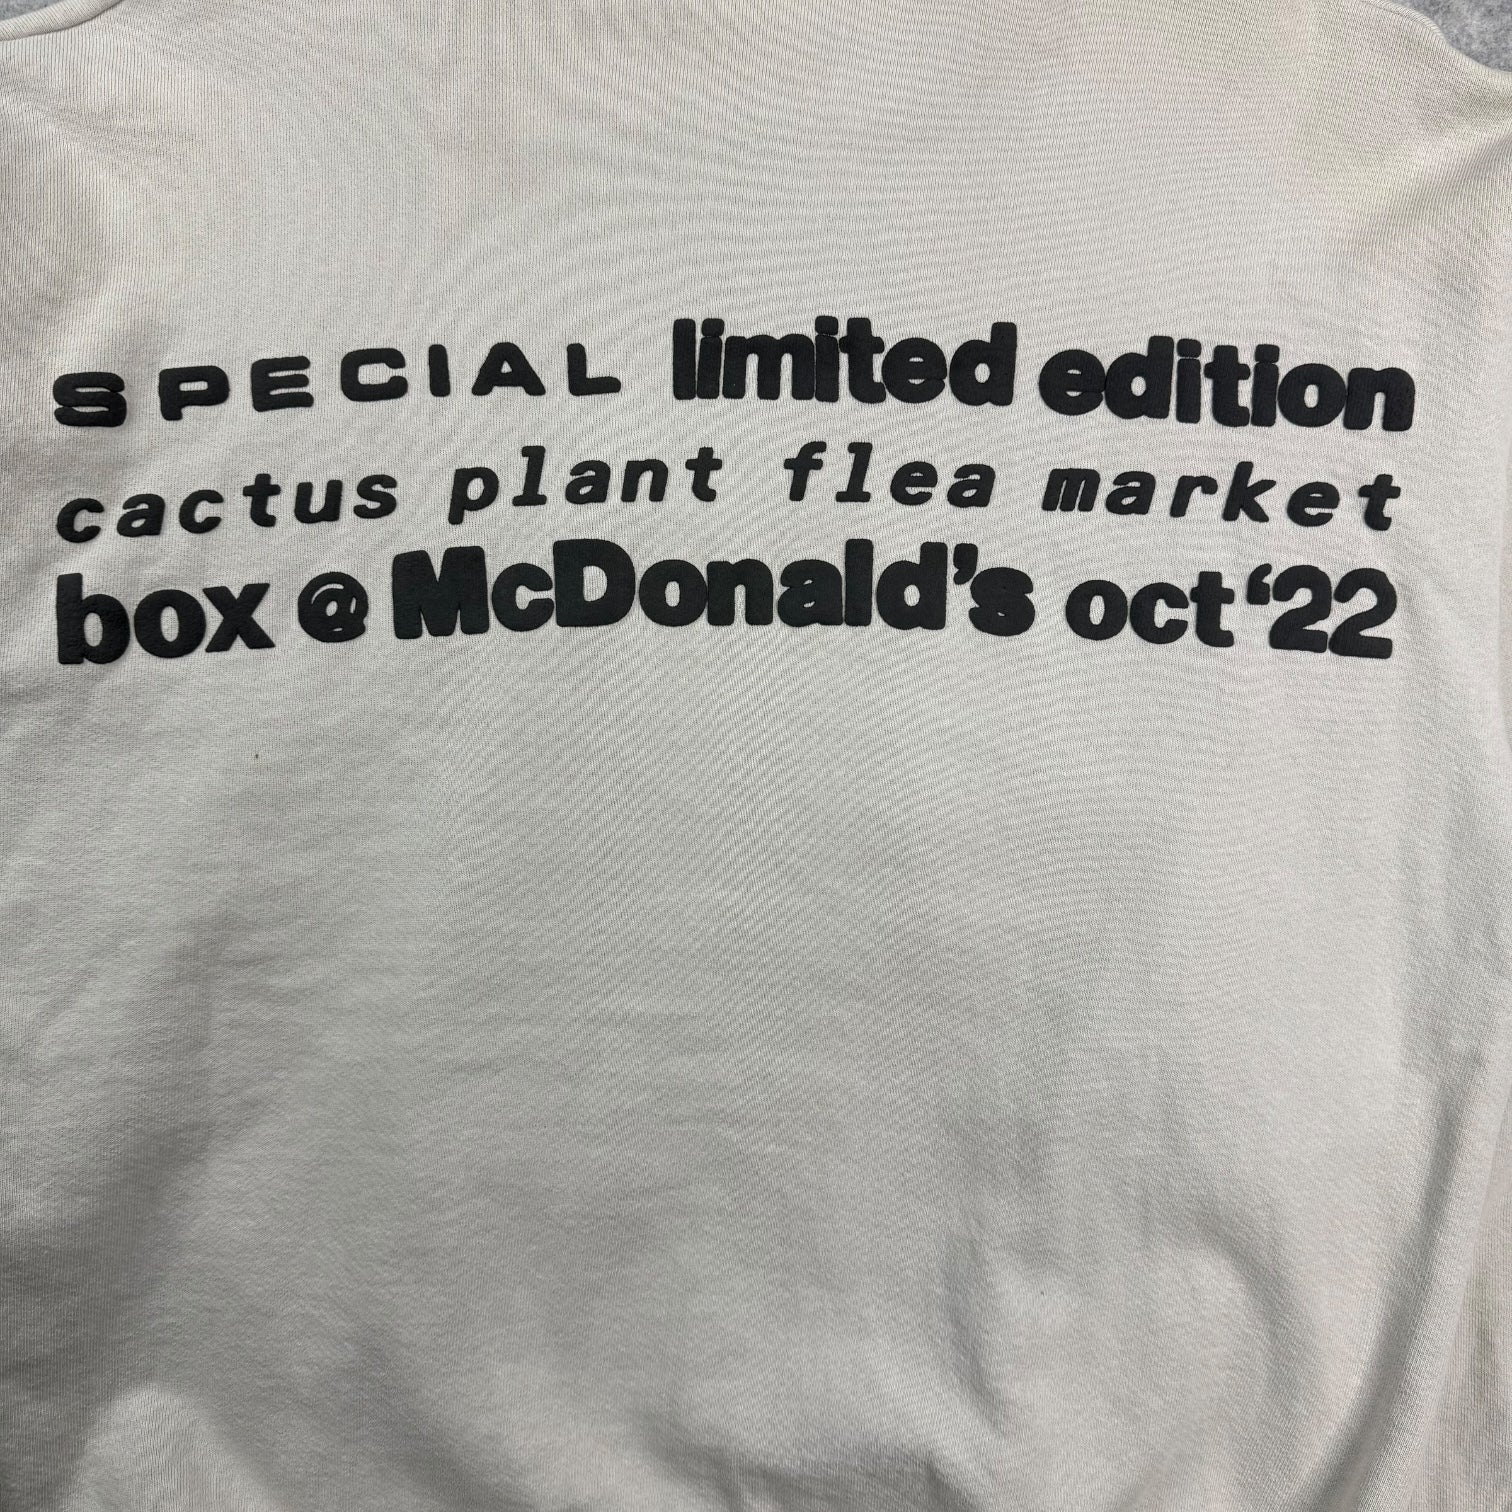 SPECIAL limited edition
cactus plant flea market
box @ McDonald's oct ‘22